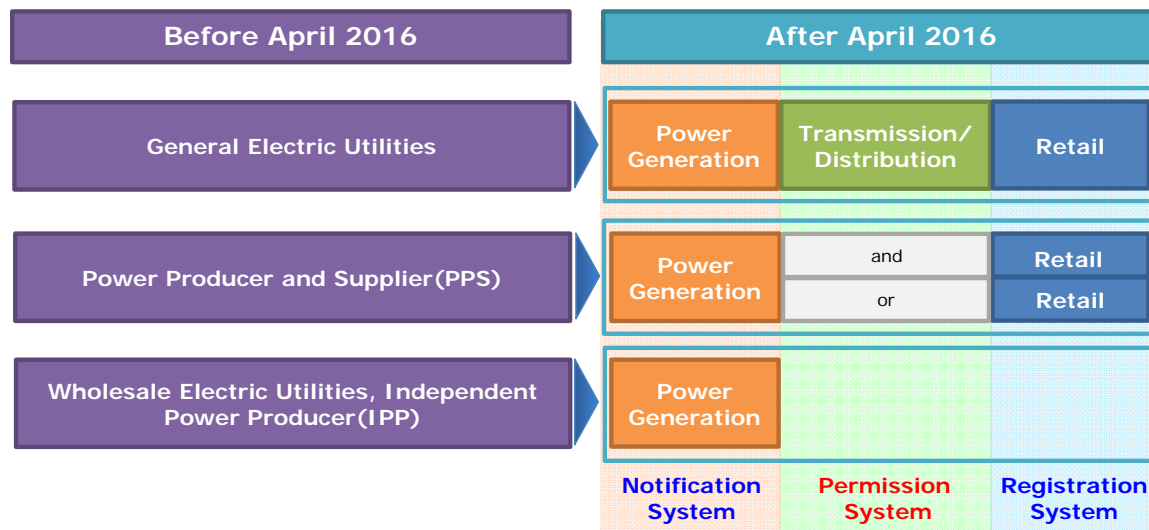 Before April 2016
After April 2016
General Electric Utilities
Power
Generation
Transmission/
Distribution
Retail
Power Producer and Supplier(PPS)
Power
Generation
and
or
Retail
Retail
Wholesale Electric Utilities, Independent
Power Producer(IPP)
Power
Generation
Notification
System
Permission
System
Registration
System